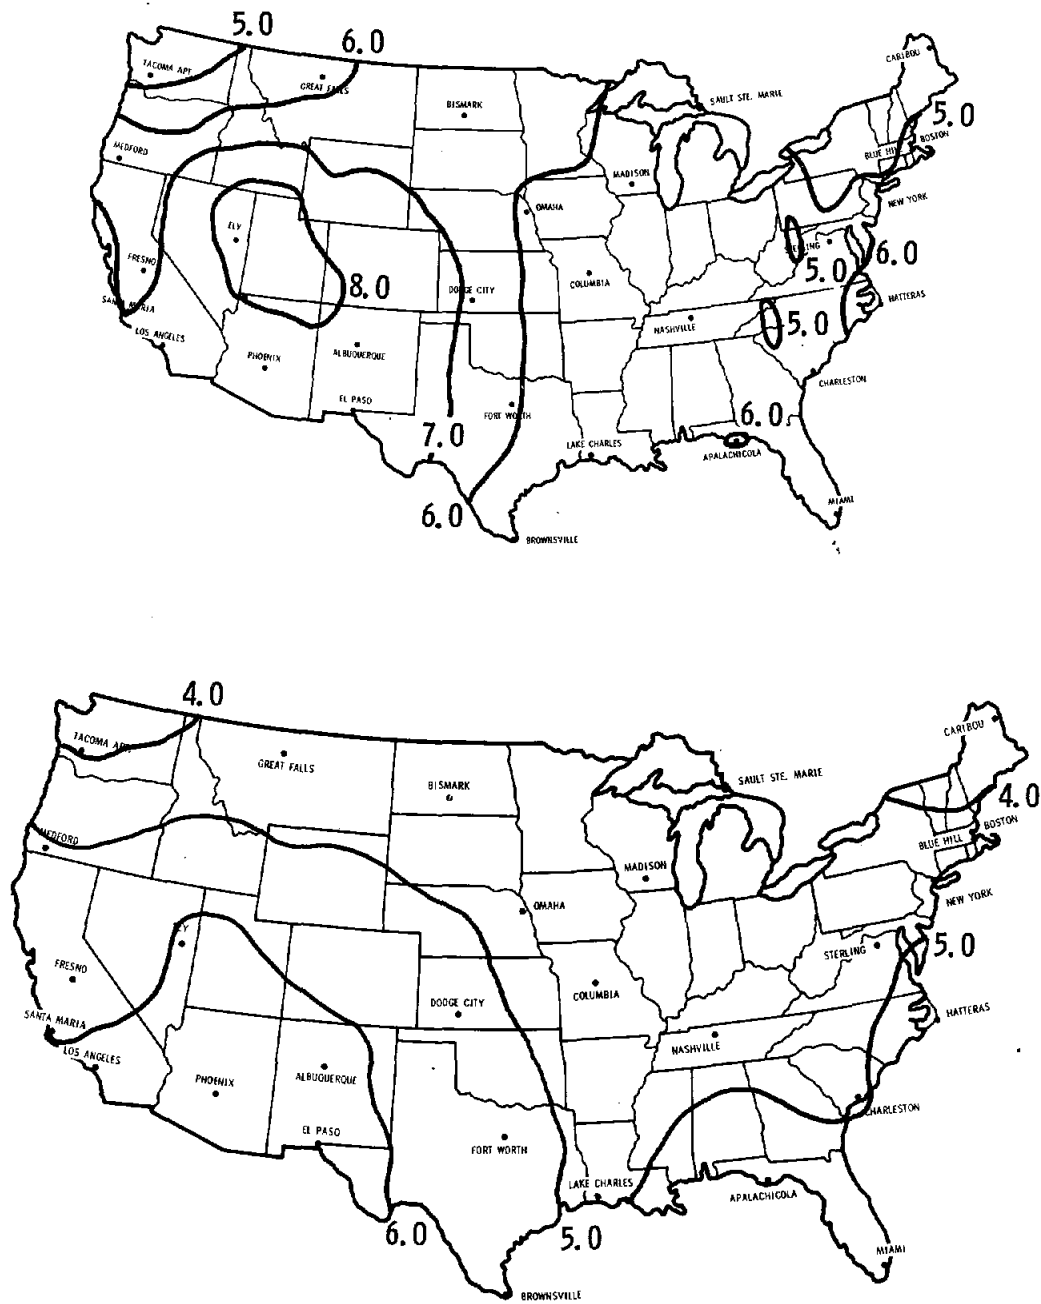 5.0
6.0
TACOMA APT
GREAT FALLS
BISMARK
SAULT STE. MARIE
CARIBOU
5.0
BOSTON
BLUE HILL
MEDFORD
MADISON
NEW YORK
OMAHA
ELY
STERLING
6.0
5.0
FRESNO
8.0
DODGE CITY
COLUMBIA
HATTERAS
SANTA MARIA
5.0
NASHVILLE
LOS ANGELES
PHOENIX
ALBUQUERQUE
CHARLESTON
EL PASO
FORT WORTH
6.0
7.0
LAKE CHARLES
APALACHICOLA
6.0
MIAMI
BROWNSVILLE
4.0
TACOMA APT
GREAT FALLS
BISMARK
SAULT STE. MARIE
CARIBOU
4.0
BOSTON
MEDFORD
BLUE HILL
MADISON
NEW YORK
OMAHA
ELY
STERLING
5.0
FRESNO
COLUMBIA
DODGE CITY
HATTERAS
SANTA MARIA
NASHVILLE
LOS ANGELES
PHOENIX
ALBUQUERQUE
CHARLESTON
EL PASO
FORT WORTH
LAKE CHARLES
APALACHICOLA
6.0
5.0
MIAMI
BROWNSVILLE